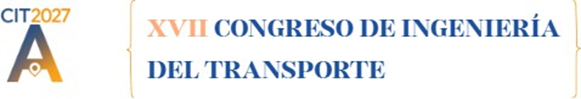 CIT2027
XVII CONGRESO DE INGENIERÍA
DEL TRANSPORTE